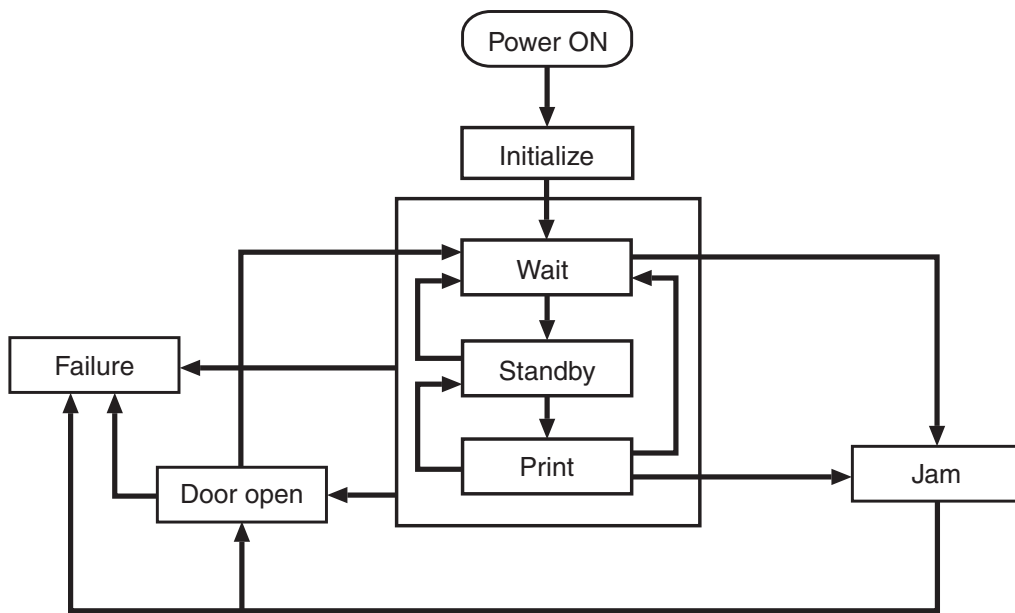 Power ON
Initialize
Wait
Failure
Standby
Door open
Print
Jam